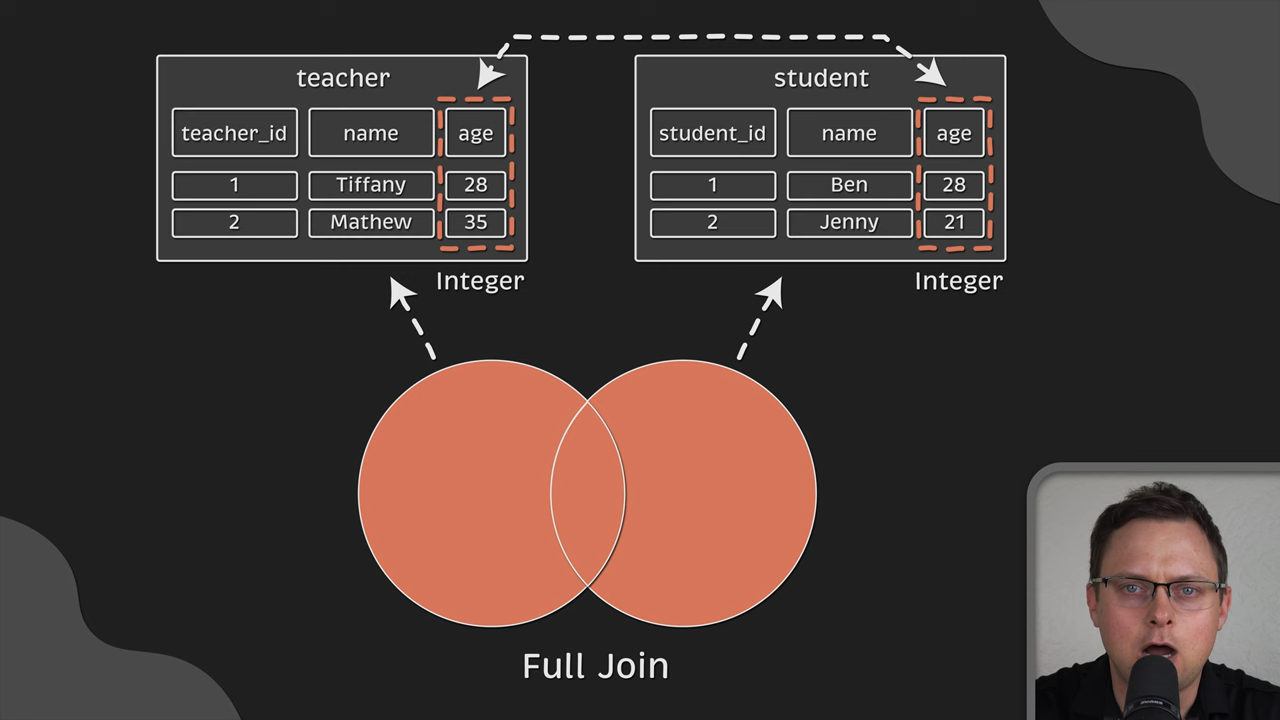 teacher
teacher_id name age
1 Tiffany 28
2 Mathew 35
Integer
student
student_id name age
1 Ben 28
2 Jenny 21
Integer
Full Join